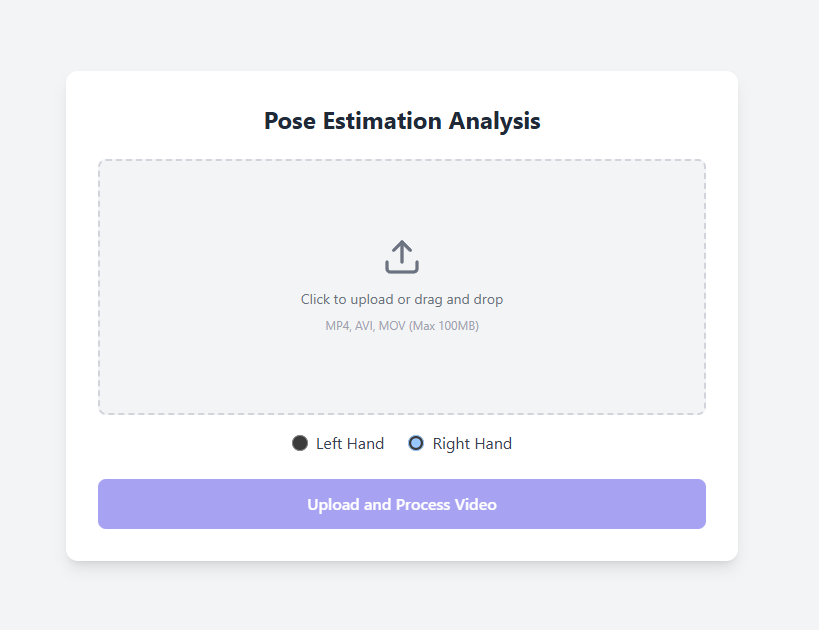 Pose Estimation Analysis
Click to upload or drag and drop
MP4, AVI, MOV (Max 100MB)
Left Hand Right Hand
Upload and Process Video